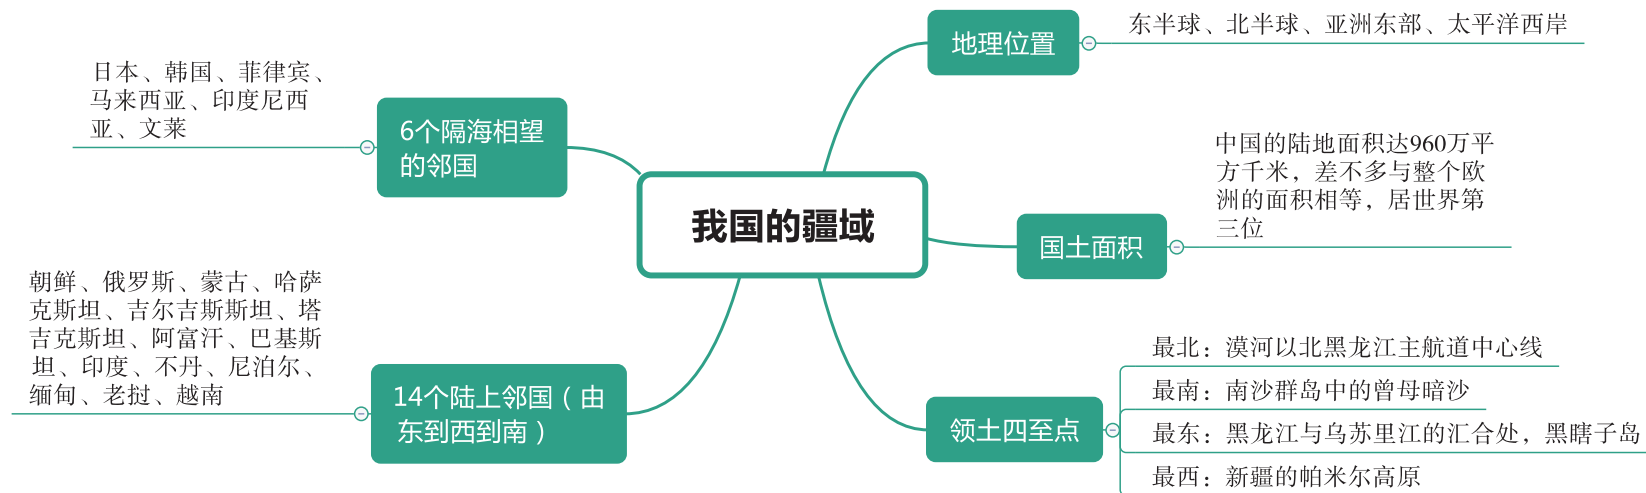 我国的疆域
地理位置
东半球、北半球、亚洲东部、太平洋西岸
国土面积
中国的陆地面积达960万平
方千米，差不多与整个欧
洲的面积相等，居世界第
三位
领土四至点
最北：漠河以北黑龙江主航道中心线
最南：南沙群岛中的曾母暗沙
最东：黑龙江与乌苏里江的汇合处，黑瞎子岛
最西：新疆的帕米尔高原
6个隔海相望
的邻国
日本、韩国、菲律宾、
马来西亚、印度尼西
亚、文莱
14个陆上邻国（由
东到西到南）
朝鲜、俄罗斯、蒙古、哈萨
克斯坦、吉尔吉斯斯坦、塔
吉克斯坦、阿富汗、巴基斯
坦、印度、不丹、尼泊尔、
缅甸、老挝、越南